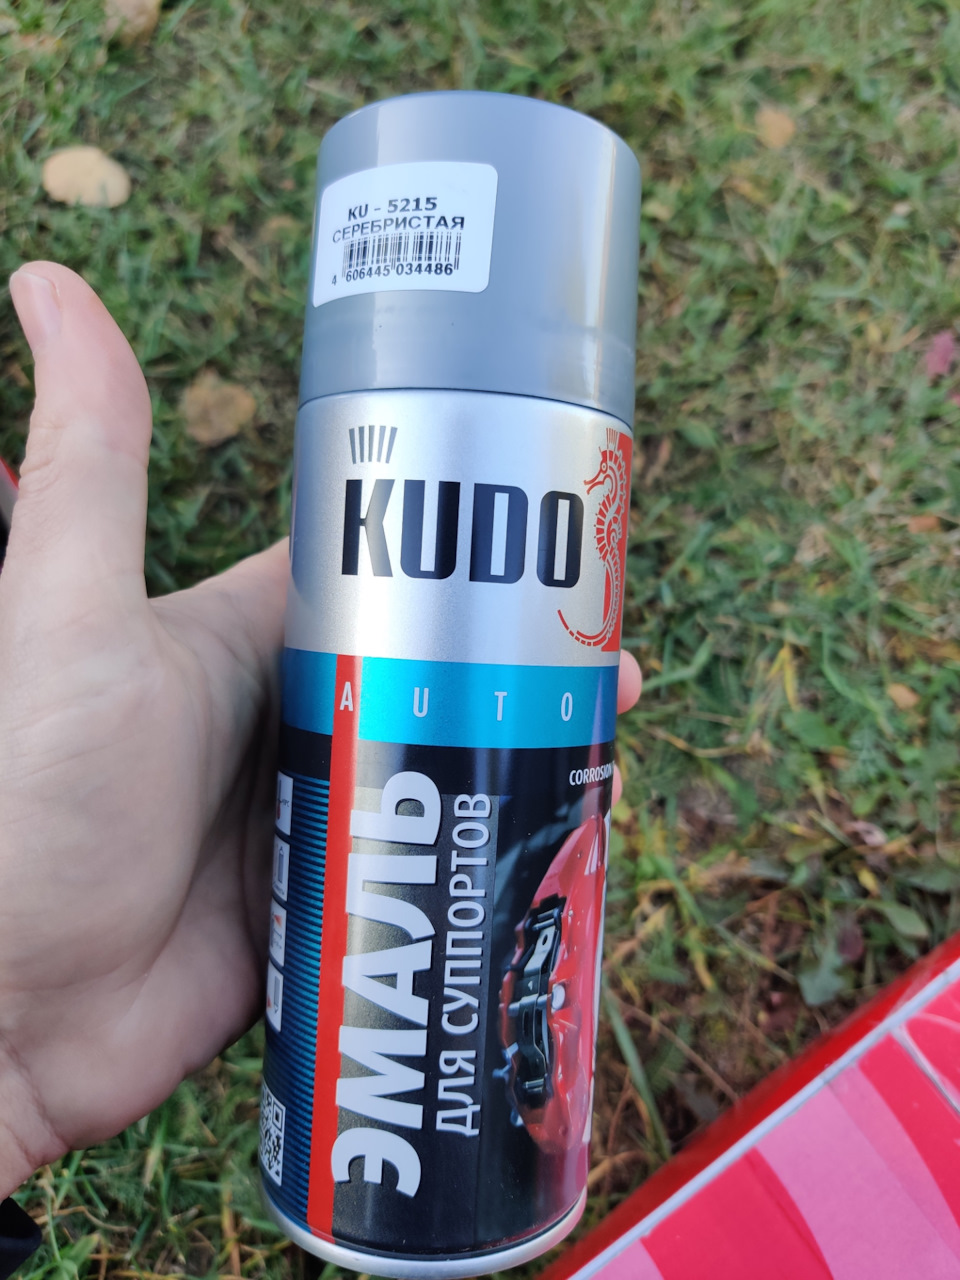 KU - 5215
СЕРЕБРИСТАЯ
4 606445 034486
KUDO
AUTO
CORROSION
ЭМАЛЬ
ДЛЯ СУППОРТОВ